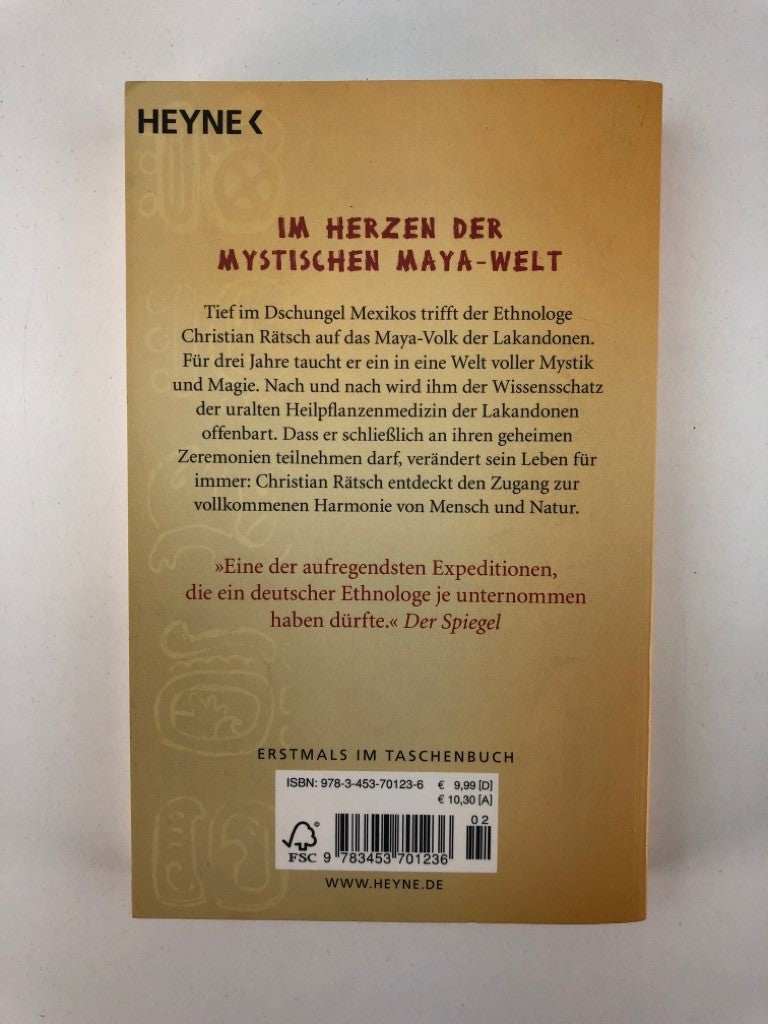 HEYNE<
IM HERZEN DER
MYSTISCHEN MAYA-WELT
Tief im Dschungel Mexikos trifft der Ethnologe
Christian Rätsch auf das Maya-Volk der Lakandonen.
Für drei Jahre taucht er ein in eine Welt voller Mystik
und Magie. Nach und nach wird ihm der Wissensschatz
der uralten Heilpflanzenmedizin der Lakandonen
offenbart. Dass er schließlich an ihren geheimen
Zeremonien teilnehmen darf, verändert sein Leben für
immer: Christian Rätsch entdeckt den Zugang zur
vollkommenen Harmonie von Mensch und Natur.
»Eine der aufregendsten Expeditionen,
die ein deutscher Ethnologe je unternommen
haben dürfte.« Der Spiegel
ERSTMALS IM TASCHENBUCH
ISBN: 978-3-453-70123-6 € 9,99 [D]
€ 10,30 [A]
02
FSC 9 783453 701236
WWW.HEYNE.DE